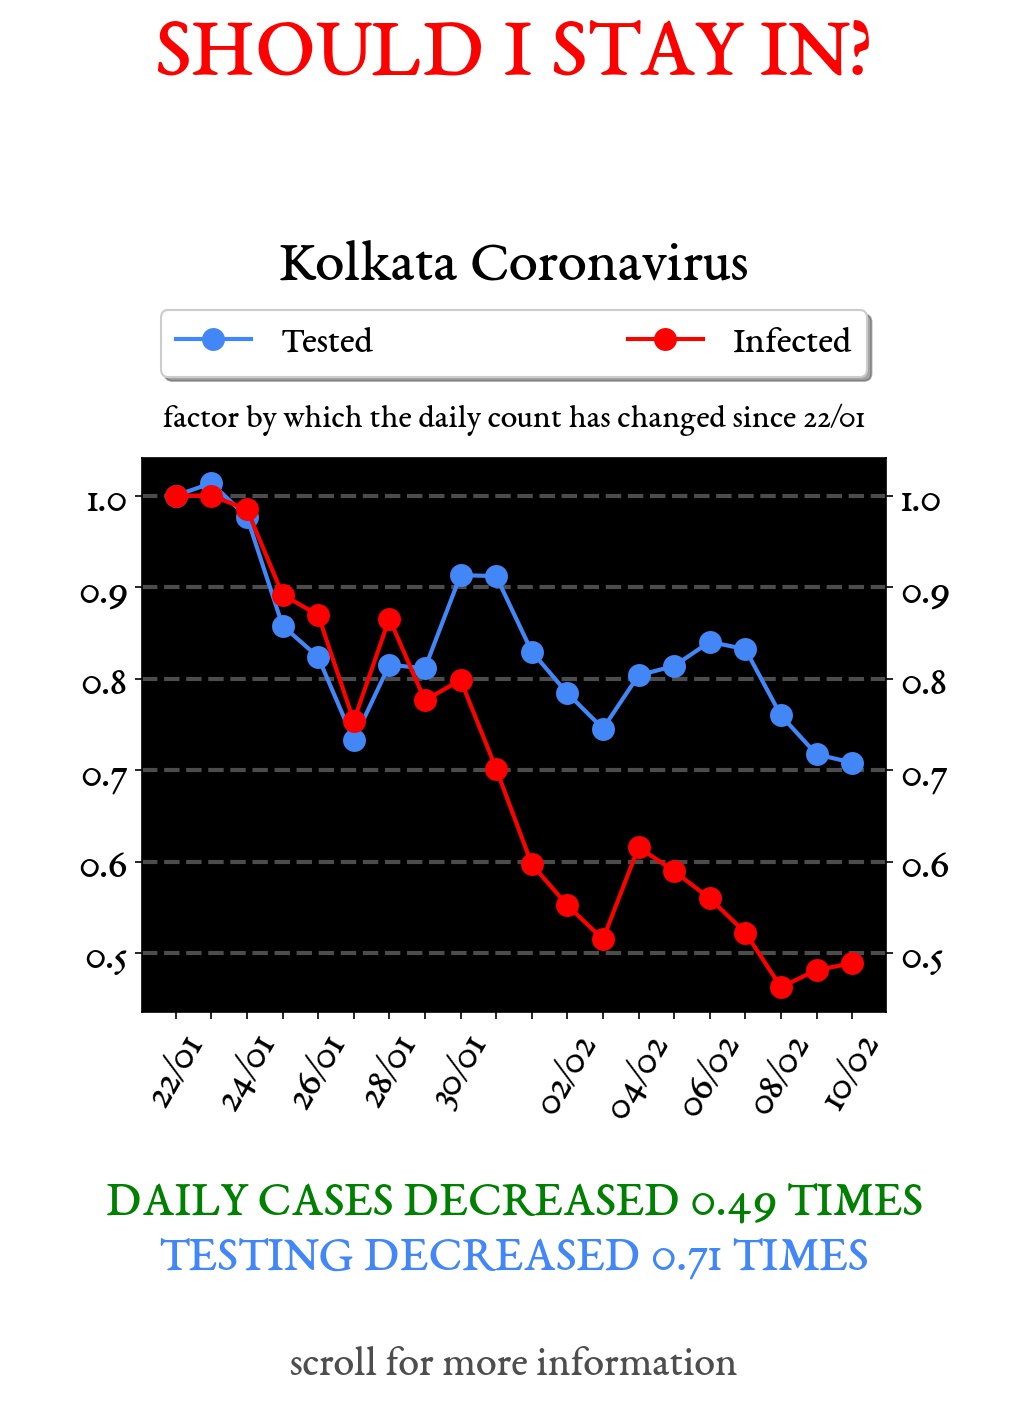 SHOULD I STAY IN?
Kolkata Coronavirus
Tested Infected
factor by which the daily count has changed since 22/01
1.0 1.0
0.9 0.9
0.8 0.8
0.7 0.7
0.6 0.6
0.5 0.5
22/01 24/01 26/01 28/01 30/01 02/02 04/02 06/02 08/02 10/02
DAILY CASES DECREASED 0.49 TIMES
TESTING DECREASED 0.71 TIMES
scroll for more information